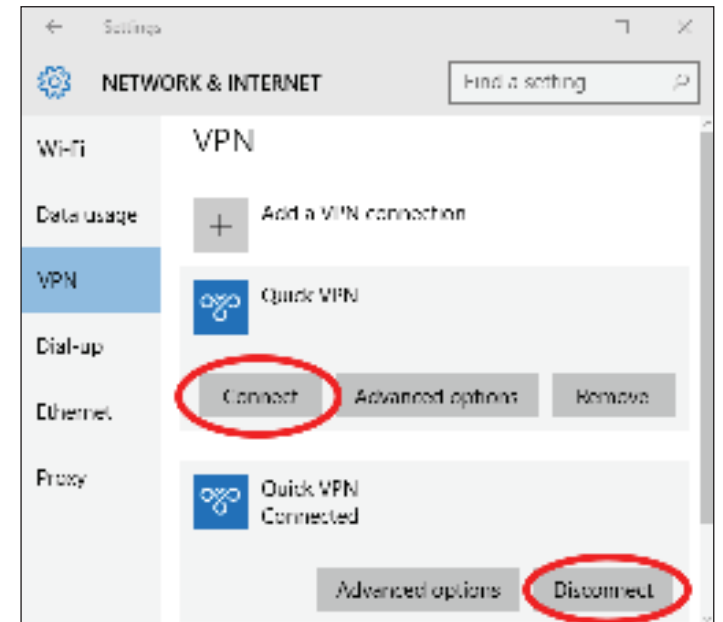 Settings
NETWORK & INTERNET
Find a setting
Wi-Fi
Data usage
VPN
Dial-up
Ethernet
Proxy
VPN
Add a VPN connection
Quick VPN
Connect Advanced options Remove
Quick VPN
Connected
Advanced options Disconnect